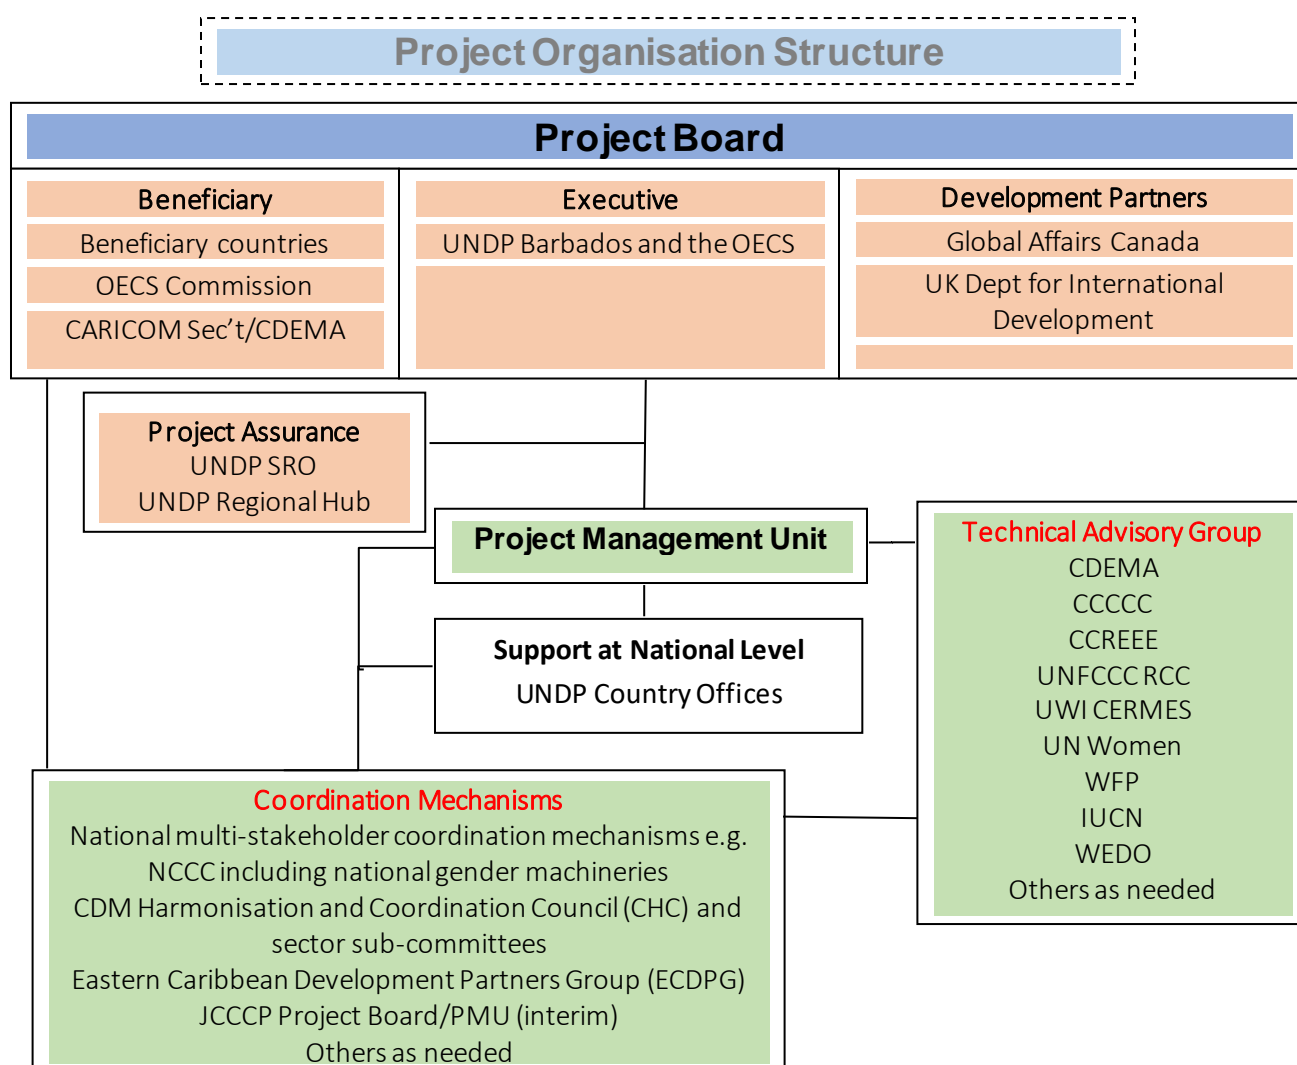 Project Organisation Structure
Project Board
Beneficiary
Beneficiary countries
OECS Commission
CARICOM Sec’t/CDEMA
Executive
UNDP Barbados and the OECS
Development Partners
Global Affairs Canada
UK Dept for International
Development
Project Assurance
UNDP SRO
UNDP Regional Hub
Project Management Unit
Support at National Level
UNDP Country Offices
Technical Advisory Group
CDEMA
CCCCC
CCREEE
UNFCCC RCC
UWI CERMES
UN Women
WFP
IUCN
WEDO
Others as needed
Coordination Mechanisms
National multi-stakeholder coordination mechanisms e.g.
NCCC including national gender machineries
CDM Harmonisation and Coordination Council (CHC) and
sector sub-committees
Eastern Caribbean Development Partners Group (ECDPG)
JCCCP Project Board/PMU (interim)
Others as needed